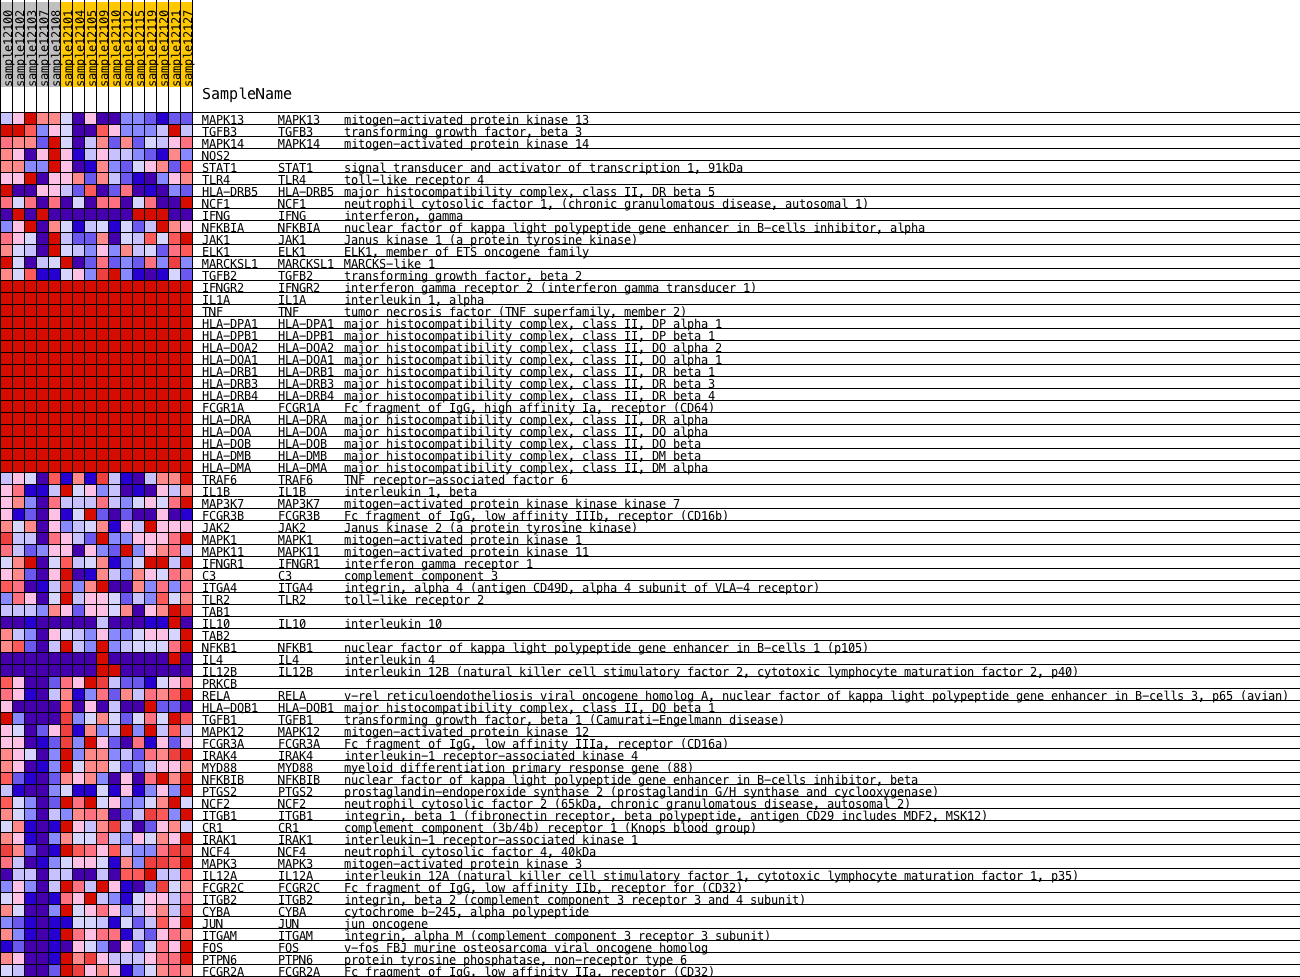 sample12100 sample12102 sample12103 sample12107 sample12108 sample12101 sample12104 sample12105 sample12109 sample12110 sample12112 sample12115 sample12119 sample12120 sample12121 sample12127
SampleName
MAPK13 MAPK13 mitogen-activated protein kinase 13
TGFB3 TGFB3 transforming growth factor, beta 3
MAPK14 MAPK14 mitogen-activated protein kinase 14
NOS2
STAT1 STAT1 signal transducer and activator of transcription 1, 91kDa
TLR4 TLR4 toll-like receptor 4
HLA-DRB5 HLA-DRB5 major histocompatibility complex, class II, DR beta 5
NCF1 NCF1 neutrophil cytosolic factor 1, (chronic granulomatous disease, autosomal 1)
IFNG IFNG interferon, gamma
NFKBIA NFKBIA nuclear factor of kappa light polypeptide gene enhancer in B-cells inhibitor, alpha
JAK1 JAK1 Janus kinase 1 (a protein tyrosine kinase)
ELK1 ELK1 ELK1, member of ETS oncogene family
MARCKSL1 MARCKSL1 MARCKS-like 1
TGFB2 TGFB2 transforming growth factor, beta 2
IFNGR2 IFNGR2 interferon gamma receptor 2 (interferon gamma transducer 1)
IL1A IL1A interleukin 1, alpha
TNF TNF tumor necrosis factor (TNF superfamily, member 2)
HLA-DPA1 HLA-DPA1 major histocompatibility complex, class II, DP alpha 1
HLA-DPB1 HLA-DPB1 major histocompatibility complex, class II, DP beta 1
HLA-DQA2 HLA-DQA2 major histocompatibility complex, class II, DQ alpha 2
HLA-DQA1 HLA-DQA1 major histocompatibility complex, class II, DQ alpha 1
HLA-DRB1 HLA-DRB1 major histocompatibility complex, class II, DR beta 1
HLA-DRB3 HLA-DRB3 major histocompatibility complex, class II, DR beta 3
HLA-DRB4 HLA-DRB4 major histocompatibility complex, class II, DR beta 4
FCGR1A FCGR1A Fc fragment of IgG, high affinity Ia, receptor (CD64)
HLA-DRA HLA-DRA major histocompatibility complex, class II, DR alpha
HLA-DOA HLA-DOA major histocompatibility complex, class II, DO alpha
HLA-DOB HLA-DOB major histocompatibility complex, class II, DO beta
HLA-DMB HLA-DMB major histocompatibility complex, class II, DM beta
HLA-DMA HLA-DMA major histocompatibility complex, class II, DM alpha
TRAF6 TRAF6 TNF receptor-associated factor 6
IL1B IL1B interleukin 1, beta
MAP3K7 MAP3K7 mitogen-activated protein kinase kinase kinase 7
FCGR3B FCGR3B Fc fragment of IgG, low affinity IIIb, receptor (CD16b)
JAK2 JAK2 Janus kinase 2 (a protein tyrosine kinase)
MAPK1 MAPK1 mitogen-activated protein kinase 1
MAPK11 MAPK11 mitogen-activated protein kinase 11
IFNGR1 IFNGR1 interferon gamma receptor 1
C3 C3 complement component 3
ITGA4 ITGA4 integrin, alpha 4 (antigen CD49D, alpha 4 subunit of VLA-4 receptor)
TLR2 TLR2 toll-like receptor 2
TAB1
IL10 IL10 interleukin 10
TAB2
NFKB1 NFKB1 nuclear factor of kappa light polypeptide gene enhancer in B-cells 1 (p105)
IL4 IL4 interleukin 4
IL12B IL12B interleukin 12B (natural killer cell stimulatory factor 2, cytotoxic lymphocyte maturation factor 2, p40)
PRKCB
RELA RELA v-rel reticuloendotheliosis viral oncogene homolog A, nuclear factor of kappa light polypeptide gene enhancer in B-cells 3, p65 (avian)
HLA-DQB1 HLA-DQB1 major histocompatibility complex, class II, DQ beta 1
TGFB1 TGFB1 transforming growth factor, beta 1 (Camurati-Engelmann disease)
MAPK12 MAPK12 mitogen-activated protein kinase 12
FCGR3A FCGR3A Fc fragment of IgG, low affinity IIIa, receptor (CD16a)
IRAK4 IRAK4 interleukin-1 receptor-associated kinase 4
MYD88 MYD88 myeloid differentiation primary response gene (88)
NFKBIB NFKBIB nuclear factor of kappa light polypeptide gene enhancer in B-cells inhibitor, beta
PTGS2 PTGS2 prostaglandin-endoperoxide synthase 2 (prostaglandin G/H synthase and cyclooxygenase)
NCF2 NCF2 neutrophil cytosolic factor 2 (65kDa, chronic granulomatous disease, autosomal 2)
ITGB1 ITGB1 integrin, beta 1 (fibronectin receptor, beta polypeptide, antigen CD29 includes MDF2, MSK12)
CR1 CR1 complement component (3b/4b) receptor 1 (Knops blood group)
IRAK1 IRAK1 interleukin-1 receptor-associated kinase 1
NCF4 NCF4 neutrophil cytosolic factor 4, 40kDa
MAPK3 MAPK3 mitogen-activated protein kinase 3
IL12A IL12A interleukin 12A (natural killer cell stimulatory factor 1, cytotoxic lymphocyte maturation factor 1, p35)
FCGR2C FCGR2C Fc fragment of IgG, low affinity IIb, receptor for (CD32)
ITGB2 ITGB2 integrin, beta 2 (complement component 3 receptor 3 and 4 subunit)
CYBA CYBA cytochrome b-245, alpha polypeptide
JUN JUN jun oncogene
ITGAM ITGAM integrin, alpha M (complement component 3 receptor 3 subunit)
FOS FOS v-fos FBJ murine osteosarcoma viral oncogene homolog
PTPN6 PTPN6 protein tyrosine phosphatase, non-receptor type 6
FCGR2A FCGR2A Fc fragment of IgG, low affinity IIa, receptor (CD32)